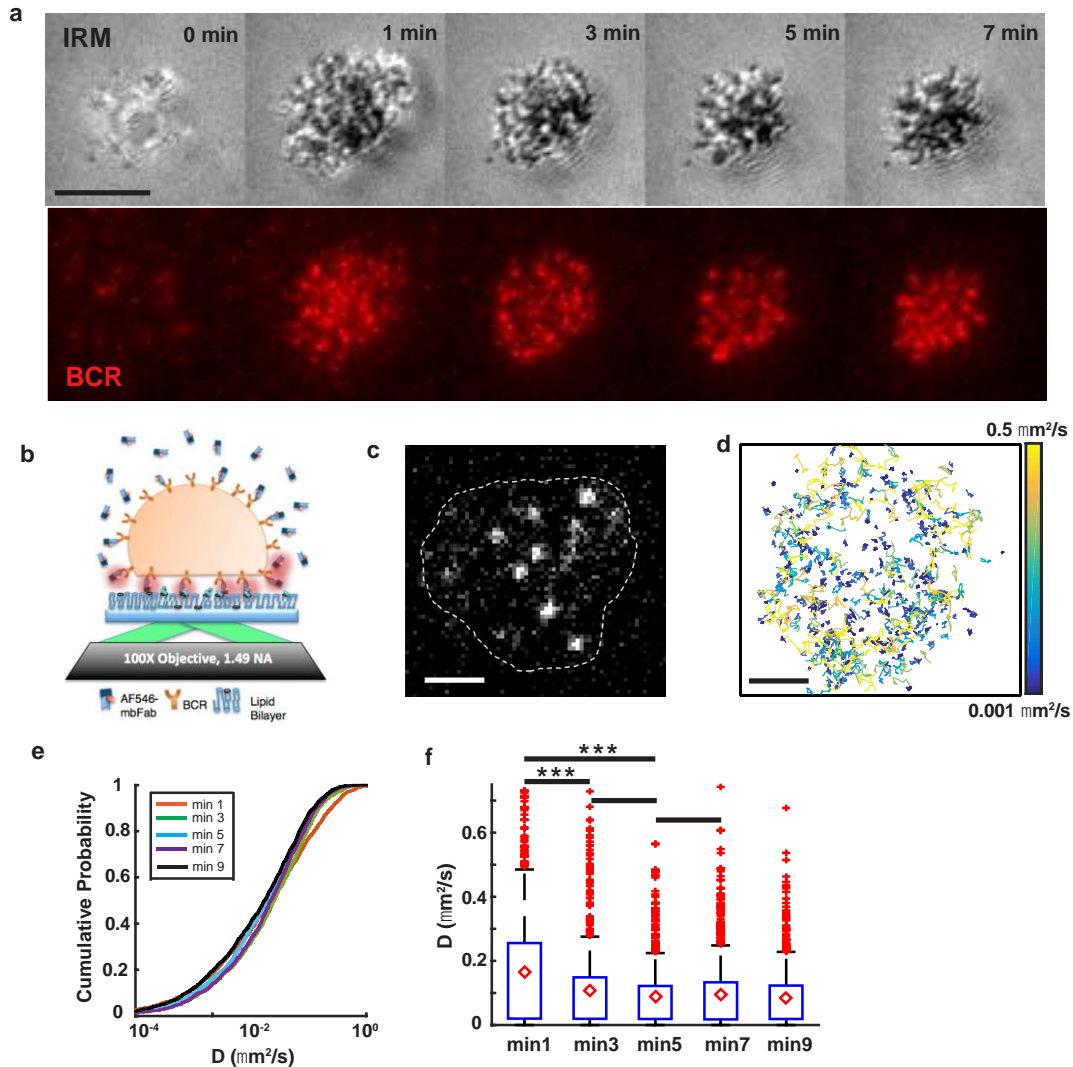 a
IRM
0 min
1 min
3 min
5 min
7 min
BCR
b
100X Objective, 1.49 NA
AF546-
mbFab
BCR
Lipid
Bilayer
c
d
0.5 mm²/s
0.001 mm²/s
e
Cumulative Probability
1
0.8
0.6
0.4
0.2
0
min 1
min 3
min 5
min 7
min 9
10⁻⁴
10⁻²
10⁰
D (mm²/s)
f
***
***
D (mm²/s)
0.6
0.4
0.2
0
min1
min3
min5
min7
min9